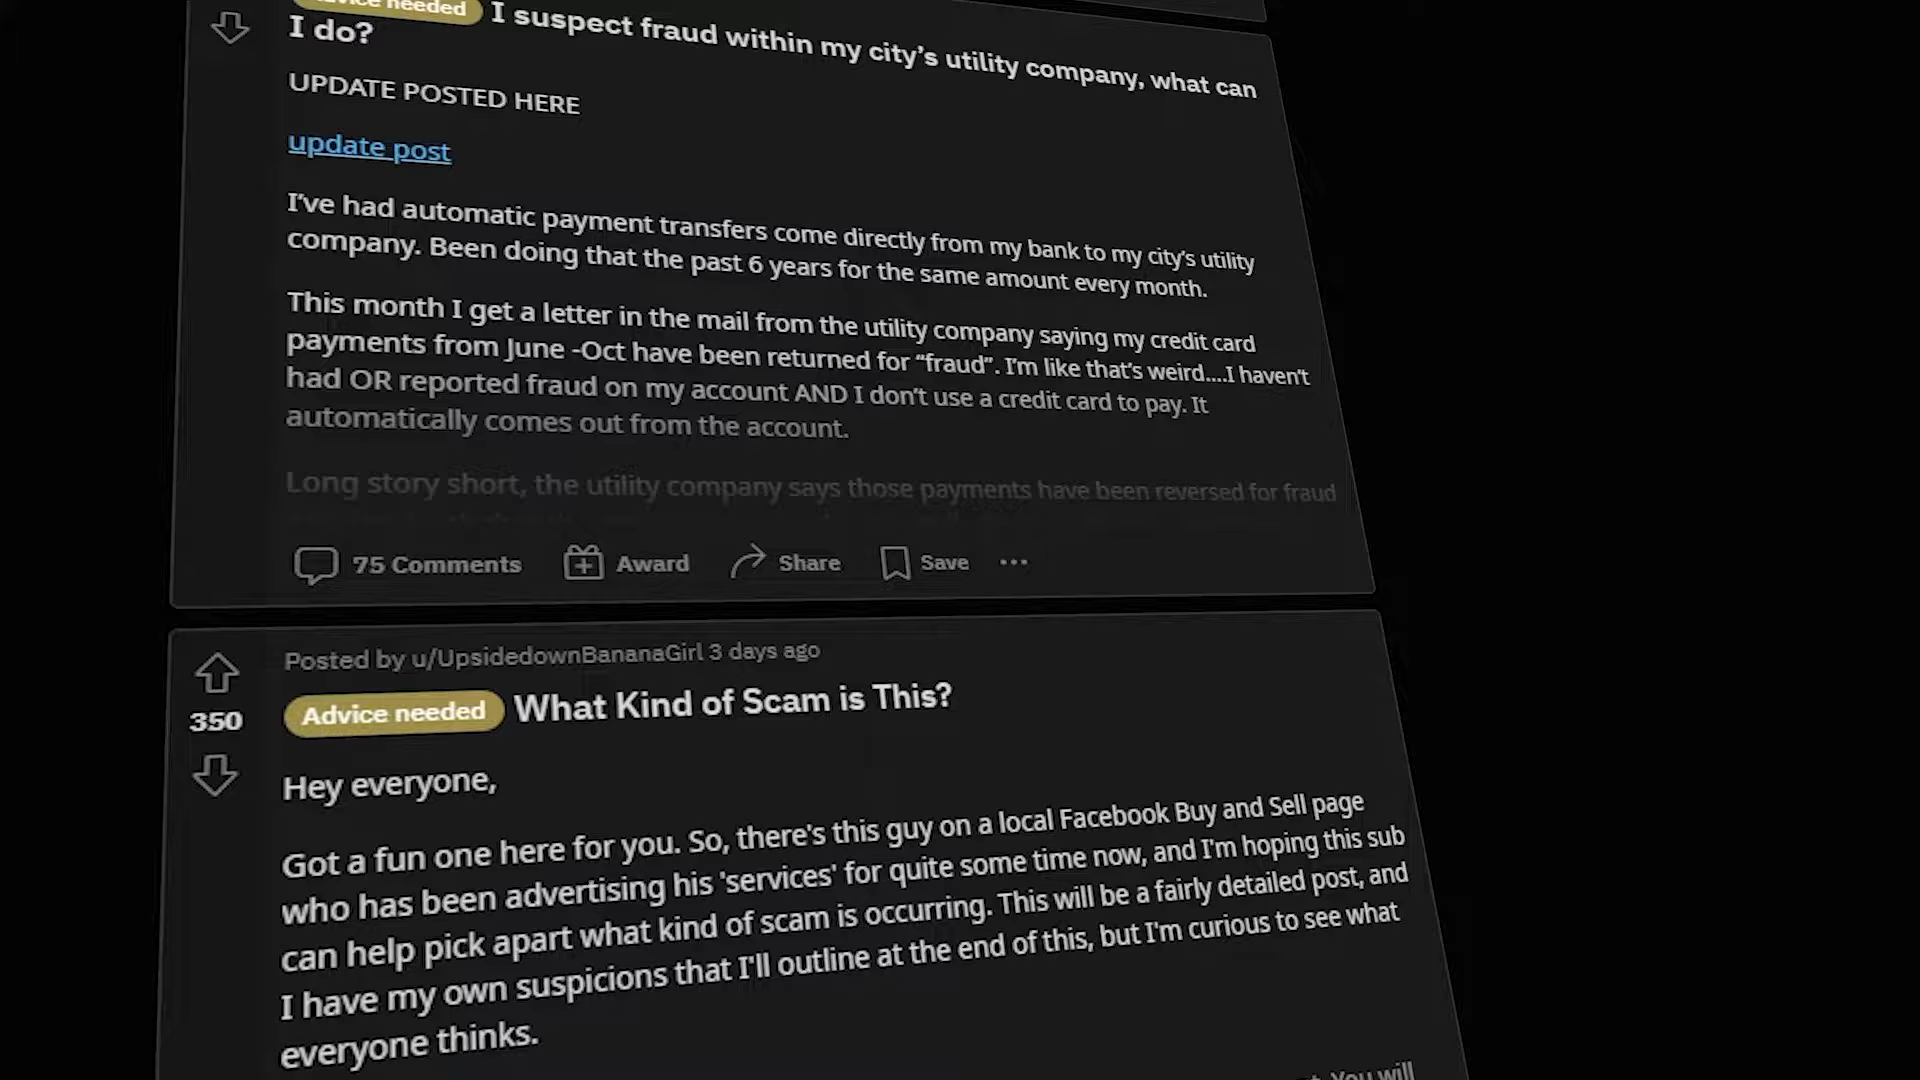 needed I suspect fraud within my city's utility company, what can
I do?
UPDATE POSTED HERE
update post
I've had automatic payment transfers come directly from my bank to my city's utility
company. Been doing that the past 6 years for the same amount every month.
This month I get a letter in the mail from the utility company saying my credit card
payments from June -Oct have been returned for “fraud”. I'm like that's weird....I haven't
had OR reported fraud on my account AND I don't use a credit card to pay. It
automatically comes out from the account.
Long story short, the utility company says those payments have been reversed for fraud
75 Comments Award Share Save
Posted by u/UpsidedownBananaGirl 3 days ago
350
Advice needed What Kind of Scam is This?
Hey everyone,
Got a fun one here for you. So, there's this guy on a local Facebook Buy and Sell page
who has been advertising his 'services' for quite some time now, and I'm hoping this sub
can help pick apart what kind of scam is occurring. This will be a fairly detailed post, and
I have my own suspicions that I'll outline at the end of this, but I'm curious to see what
everyone thinks.
You will